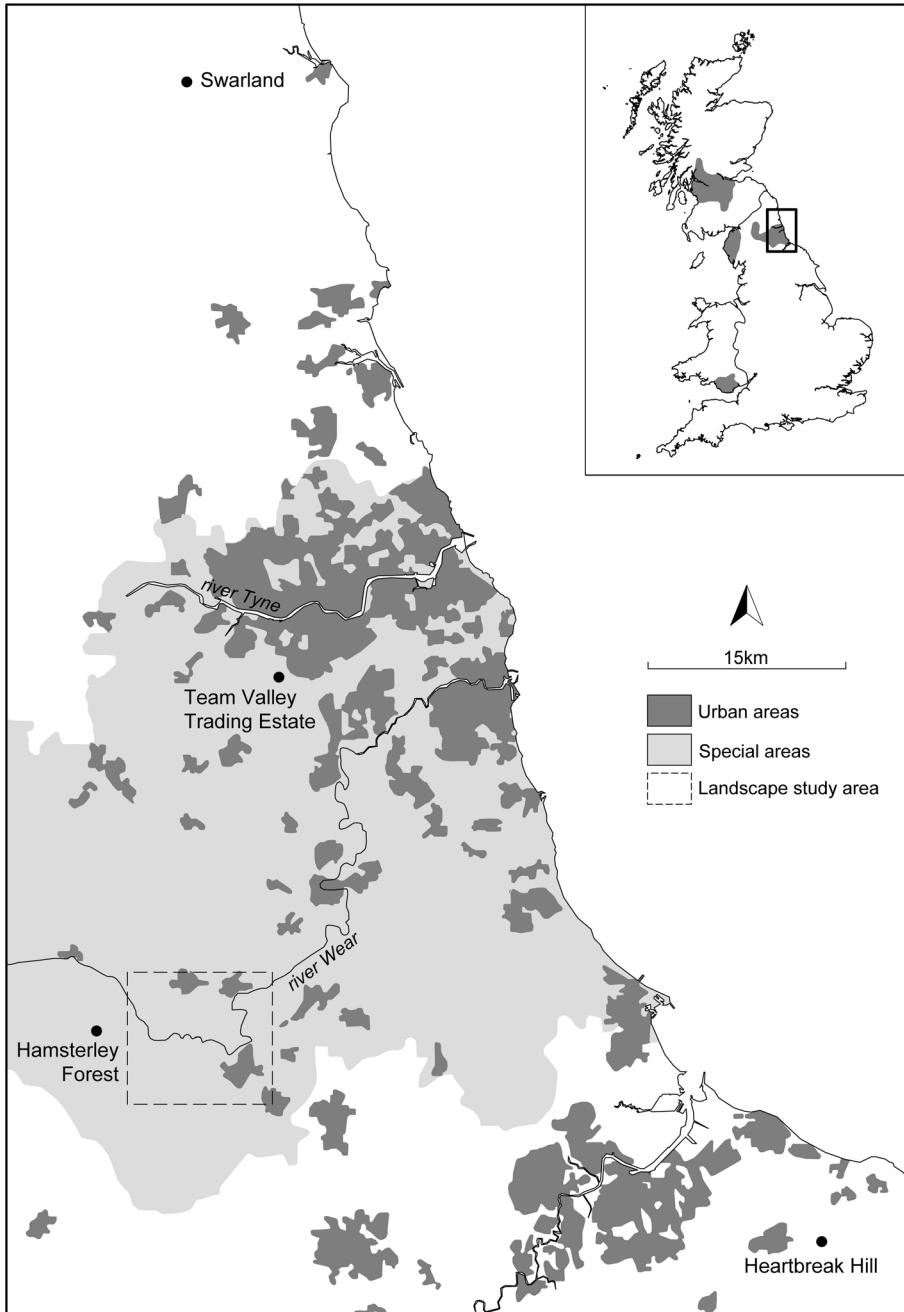 Swarland
river Tyne
Team Valley
Trading Estate
15km
Urban areas
Special areas
Landscape study area
river Wear
Hamsterley
Forest
Heartbreak Hill